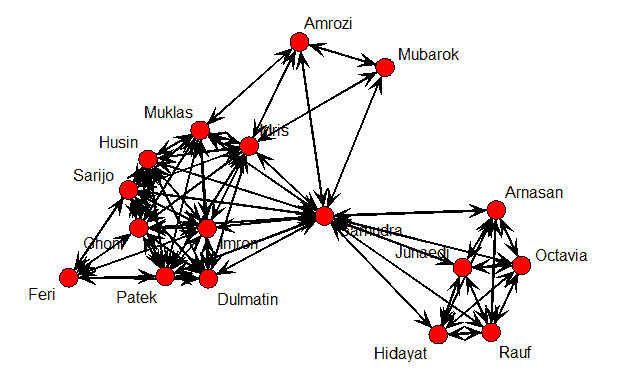 Amrozi
Mubarok
Muklas
Idris
Husin
Sarijo
Arnasan
Samudra
Ghoni
Imron
Junaedi
Octavia
Feri
Patek
Dulmatin
Hidayat
Rauf